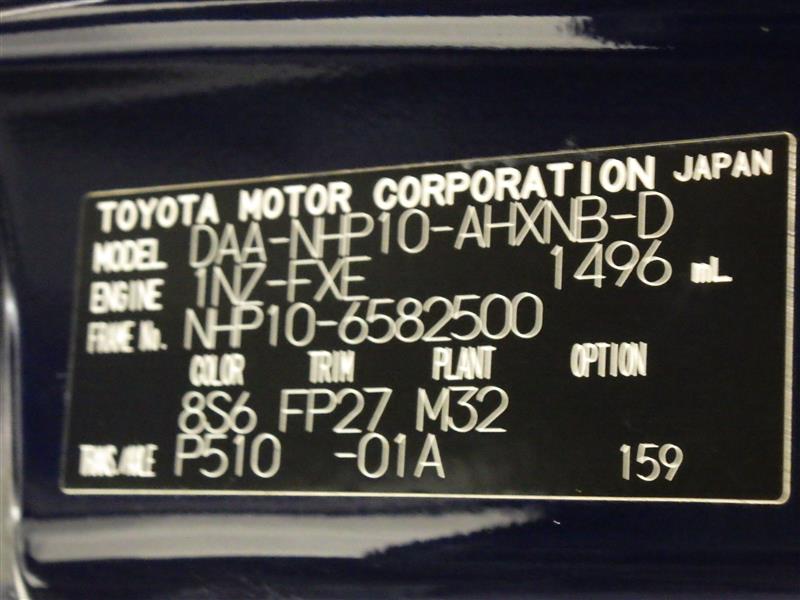 TOYOTA MOTOR CORPORATION JAPAN
MODEL DAA-NHP10-AHXNB-D
ENGINE 1NZ-FXE 1496 mL
FRAME No. NHP10-6582500
COLOR TRIM PLANT OPTION
8S6 FP27 M32
TRANS/AXLE P510 -01A 159